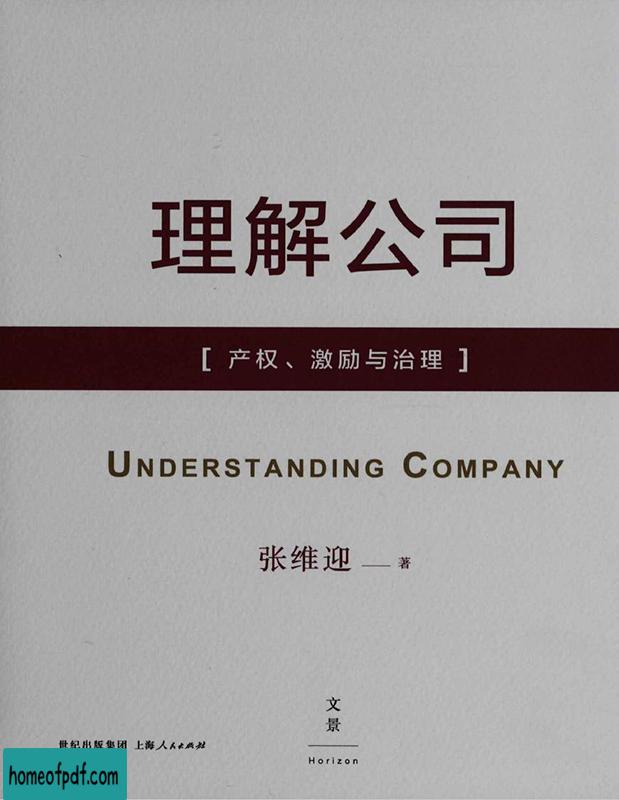 理解公司
[ 产权、激励与治理 ]
UNDERSTANDING COMPANY
张维迎 — 著
文
景
Horizon
世纪出版集团 上海人民出版社
homeofpdf.com